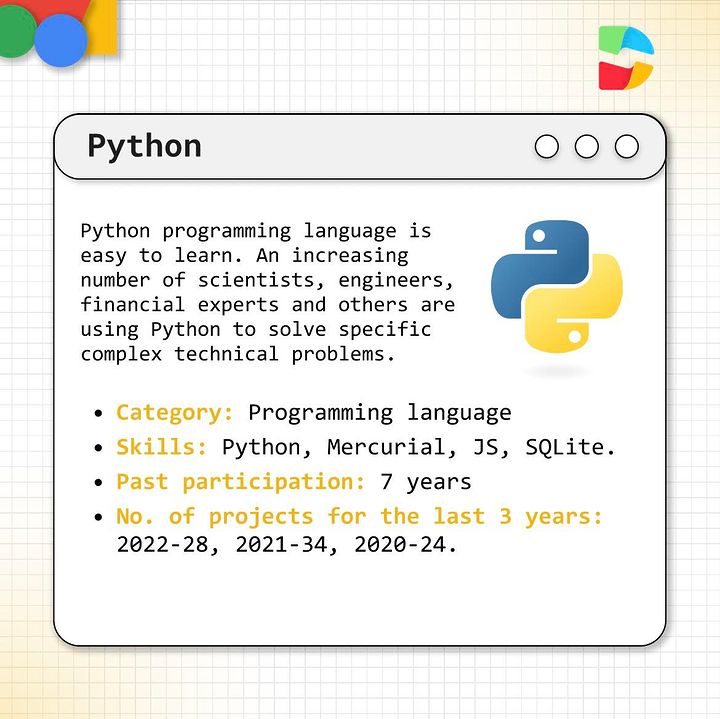 Python
Python programming language is
easy to learn. An increasing
number of scientists, engineers,
financial experts and others are
using Python to solve specific
complex technical problems.
• Category: Programming language
• Skills: Python, Mercurial, JS, SQLite.
• Past participation: 7 years
• No. of projects for the last 3 years:
2022-28, 2021-34, 2020-24.